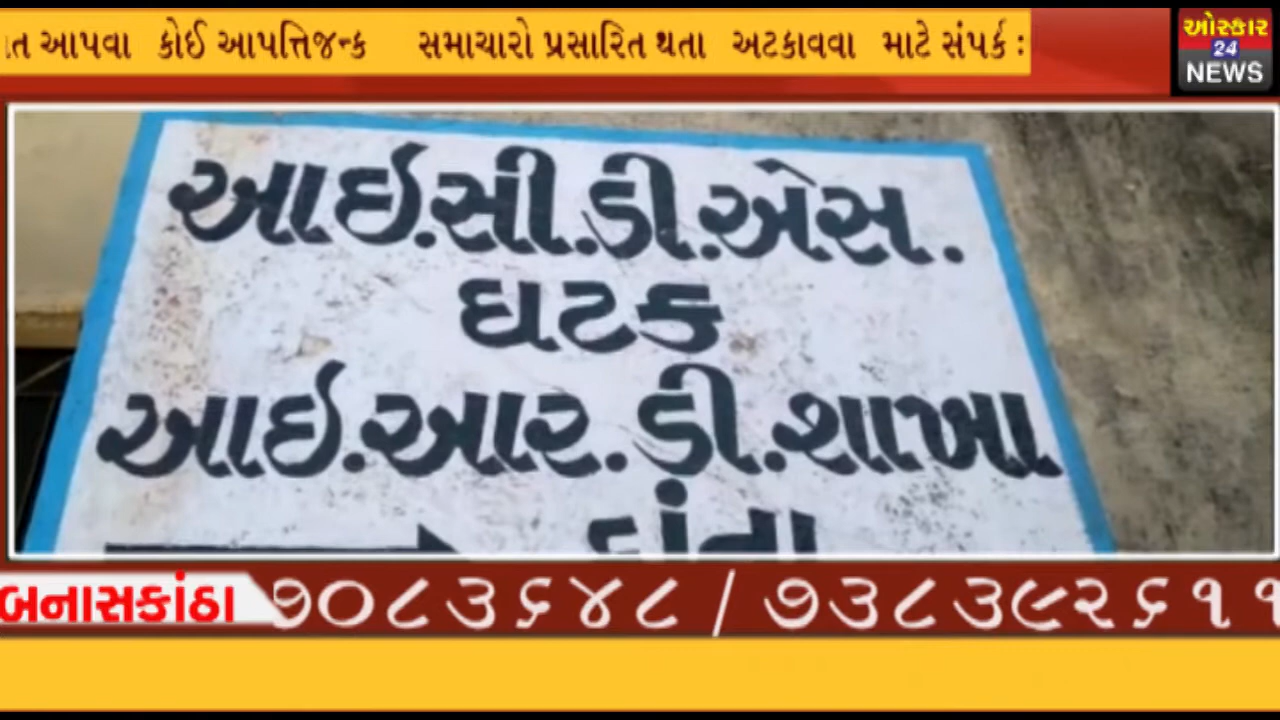 આપવા કોઈ આપત્તિજન્ક સમાચારો પ્રસારિત થતા અટકાવવા માટે સંપર્ક :
ઓસ્કાર
24
NEWS
આઇ.સી.ડી.એસ.
ઘટક
આઇ.આર.ડી.શાખા
દાંતા
બનાસકાંઠા
૭૦૮૩૬૪૮ / ૭૩૮૩૯૨૬૧૧